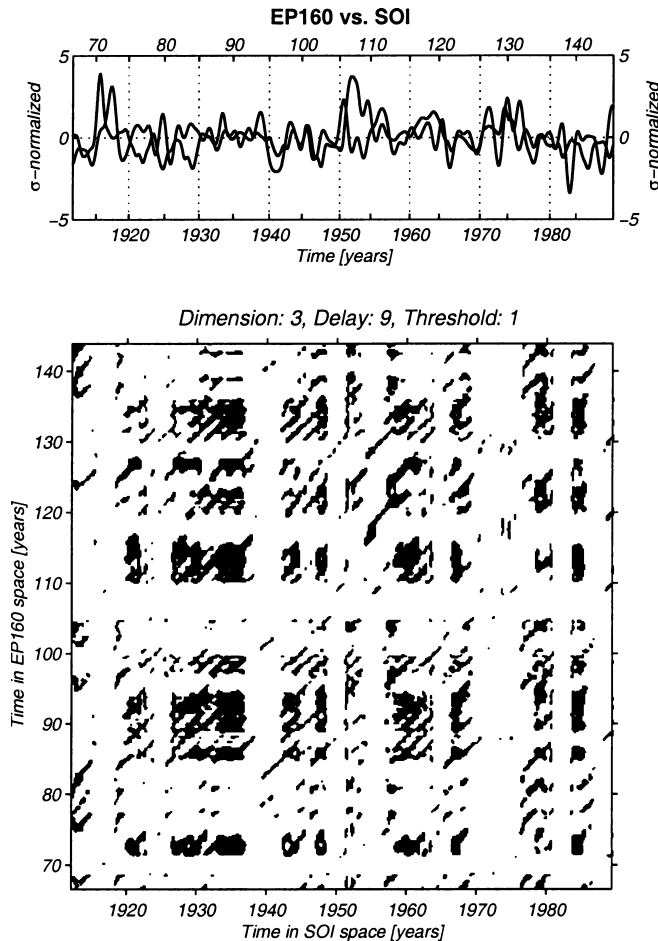 EP160 vs. SOI
70 80 90 100 110 120 130 140
5 5
σ−normalized
0 0
σ−normalized
−5 −5
1920 1930 1940 1950 1960 1970 1980
Time [years]
Dimension: 3, Delay: 9, Threshold: 1
140
130
120
110
100
90
80
70
Time in EP160 space [years]
1920 1930 1940 1950 1960 1970 1980
Time in SOI space [years]